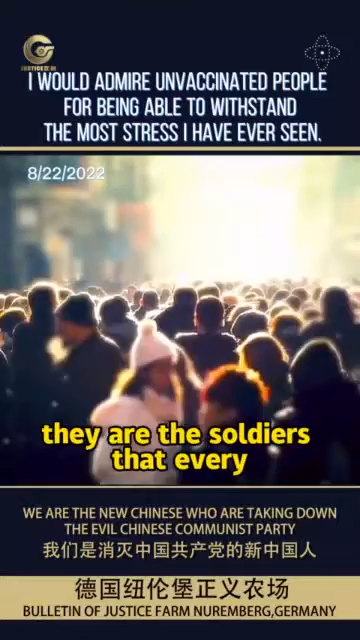 I WOULD ADMIRE UNVACCINATED PEOPLE
FOR BEING ABLE TO WITHSTAND
THE MOST STRESS I HAVE EVER SEEN.
8/22/2022
they are the soldiers
that every
WE ARE THE NEW CHINESE WHO ARE TAKING DOWN
THE EVIL CHINESE COMMUNIST PARTY
我们是消灭中国共产党的新中国人
德国纽伦堡正义农场
BULLETIN OF JUSTICE FARM NUREMBERG,GERMANY